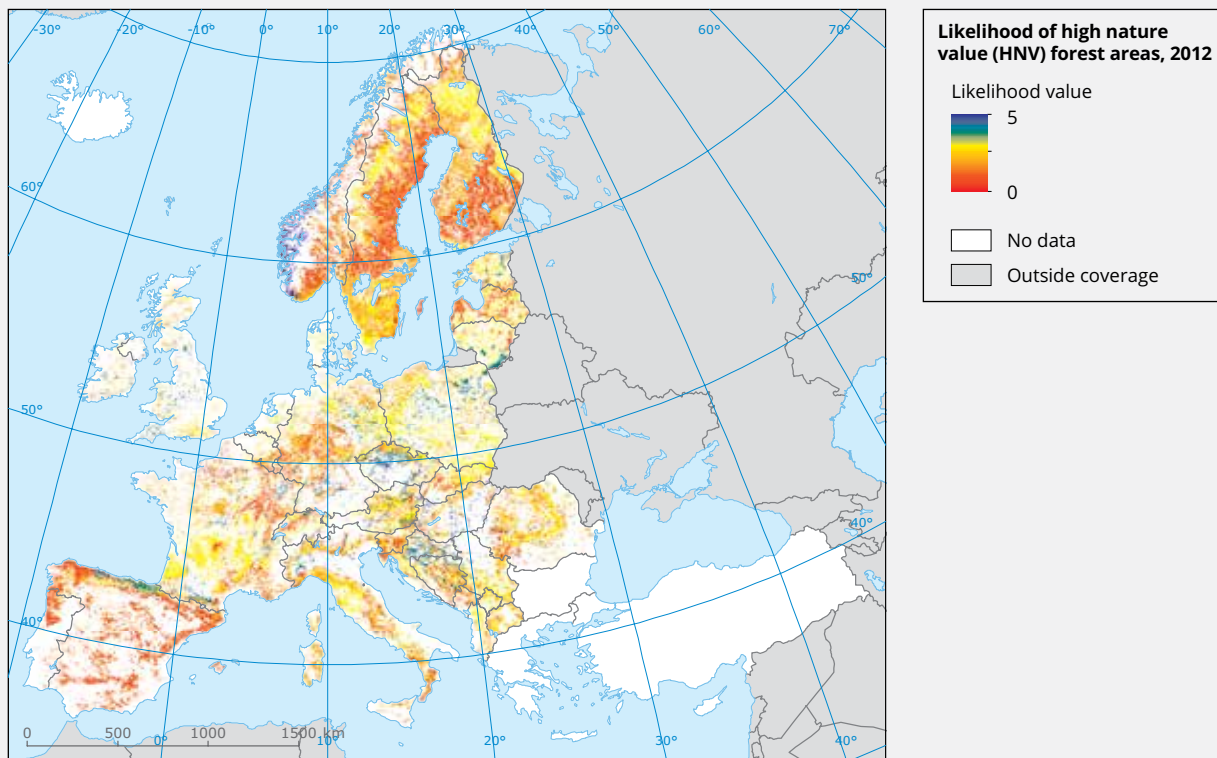 -30° -20° -10° 0° 10° 20° 30° 40° 50° 60° 70°
60°
50°
50°
40°
40°
0 500 1000 1500 km
0° 10° 20° 30° 40°
Likelihood of high nature
value (HNV) forest areas, 2012
Likelihood value
5
0
No data
Outside coverage